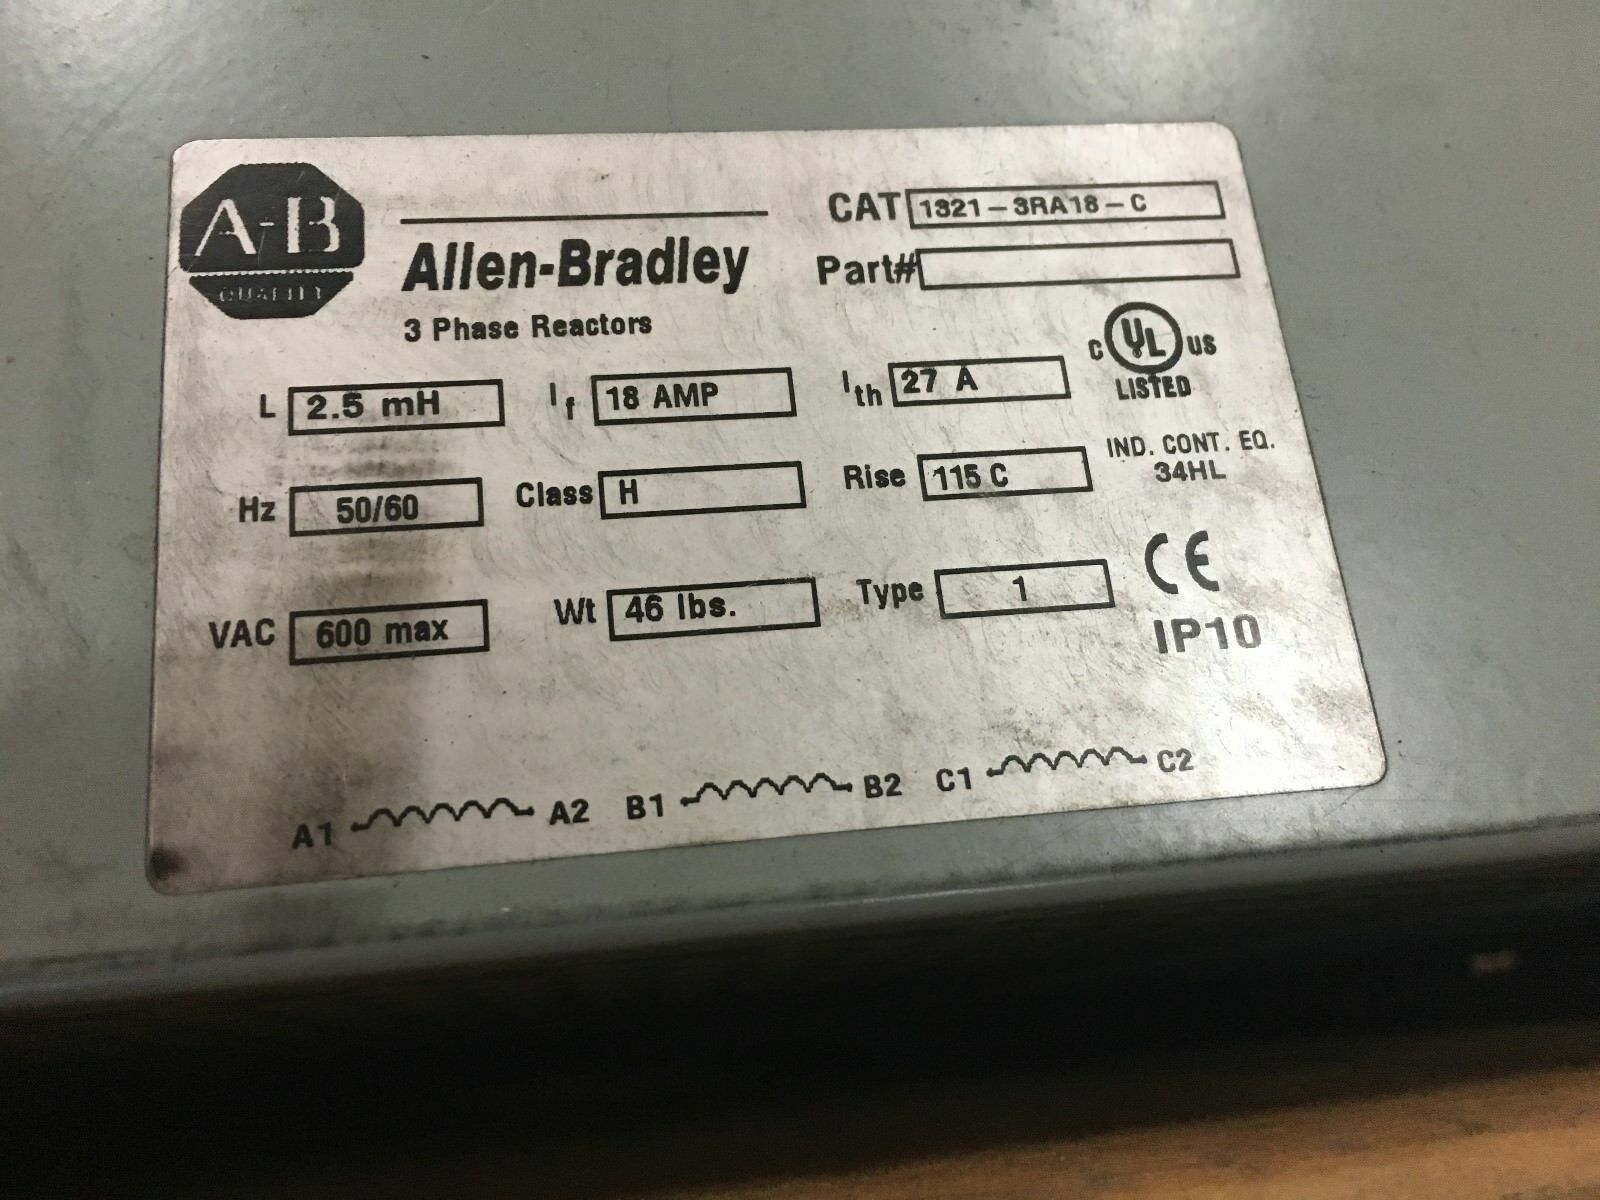 A-B
QUALITY
Allen-Bradley
3 Phase Reactors
CAT 1321-3RA18-C
Part#
L 2.5 mH
If 18 AMP
Ith 27 A
C UL US
LISTED
Hz 50/60
Class H
Rise 115 C
IND. CONT. EQ.
34HL
VAC 600 max
Wt 46 lbs.
Type 1
CE
IP10
A1 A2 B1 B2 C1 C2